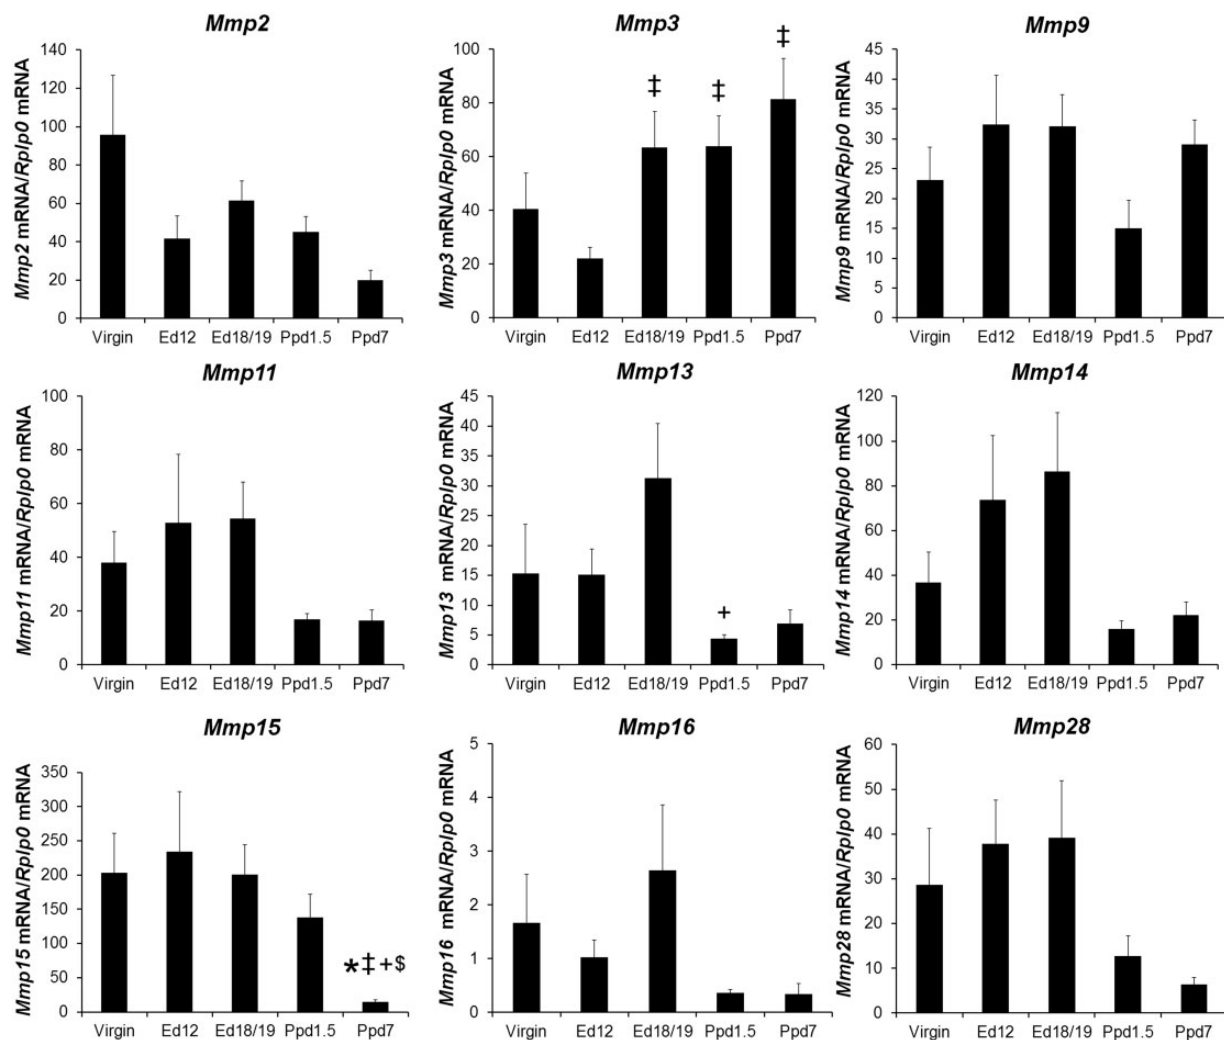 Mmp2
Mmp2 mRNA/Rplp0 mRNA
140
120
100
80
60
40
20
0
Virgin Ed12 Ed18/19 Ppd1.5 Ppd7
Mmp3
Mmp3 mRNA/Rplp0 mRNA
100
80
60
40
20
0
‡ ‡ ‡
Virgin Ed12 Ed18/19 Ppd1.5 Ppd7
Mmp9
Mmp9 mRNA/Rplp0 mRNA
45
40
35
30
25
20
15
10
5
0
Virgin Ed12 Ed18/19 Ppd1.5 Ppd7
Mmp11
Mmp11 mRNA/Rplp0 mRNA
100
80
60
40
20
0
Virgin Ed12 Ed18/19 Ppd1.5 Ppd7
Mmp13
Mmp13 mRNA/Rplp0 mRNA
45
40
35
30
25
20
15
10
5
0
+
Virgin Ed12 Ed18/19 Ppd1.5 Ppd7
Mmp14
Mmp14 mRNA/Rplp0 mRNA
120
100
80
60
40
20
0
Virgin Ed12 Ed18/19 Ppd1.5 Ppd7
Mmp15
Mmp15 mRNA/Rplp0 mRNA
350
300
250
200
150
100
50
0
*‡+$
Virgin Ed12 Ed18/19 Ppd1.5 Ppd7
Mmp16
Mmp16 mRNA/Rplp0 mRNA
5
4
3
2
1
0
Virgin Ed12 Ed18/19 Ppd1.5 Ppd7
Mmp28
Mmp28 mRNA/Rplp0 mRNA
60
50
40
30
20
10
0
Virgin Ed12 Ed18/19 Ppd1.5 Ppd7